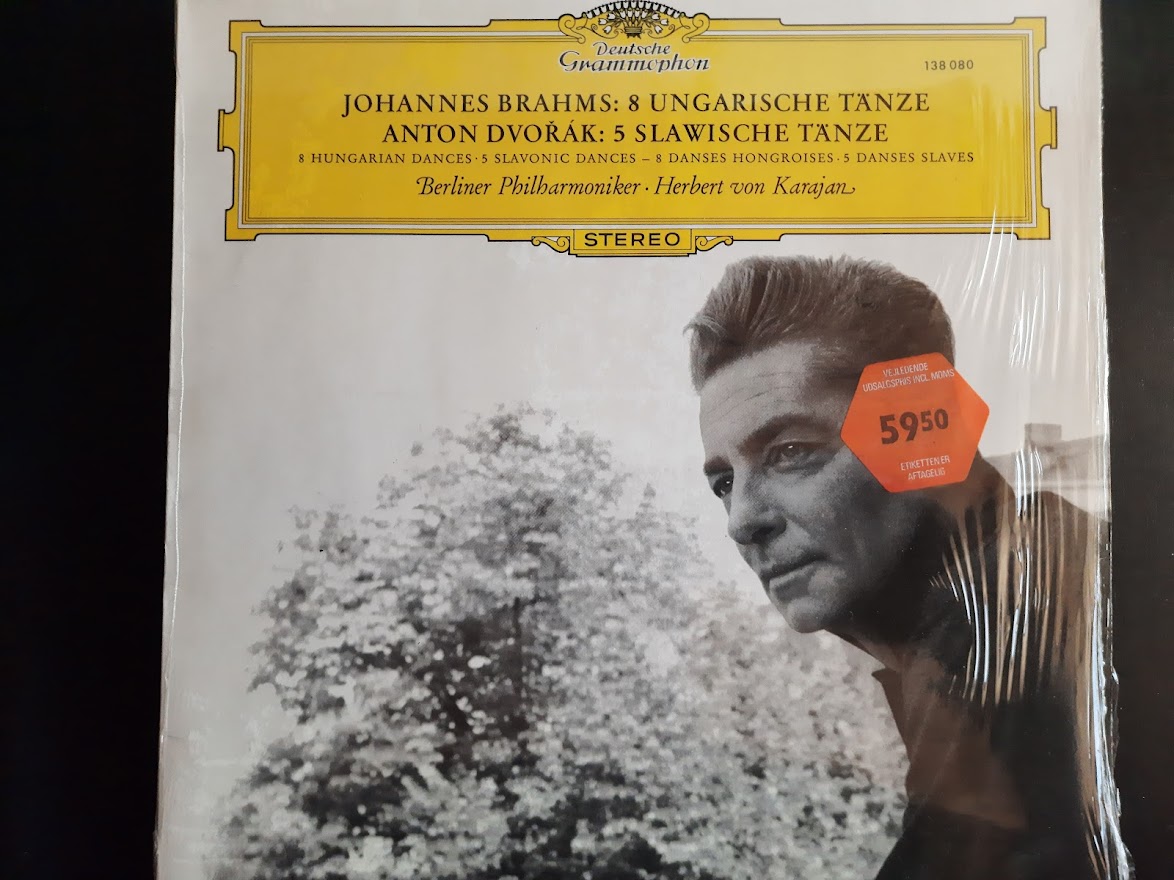 Deutsche
Grammophon
138 080
JOHANNES BRAHMS: 8 UNGARISCHE TÄNZE
ANTON DVOŘÁK: 5 SLAWISCHE TÄNZE
8 HUNGARIAN DANCES · 5 SLAVONIC DANCES – 8 DANSES HONGROISES · 5 DANSES SLAVES
Berliner Philharmoniker · Herbert von Karajan
STEREO
VEJLEDENDE
UDSALGSPRIS INCL. MOMS
59 50
ETIKETTEN ER
AFTAGELIG